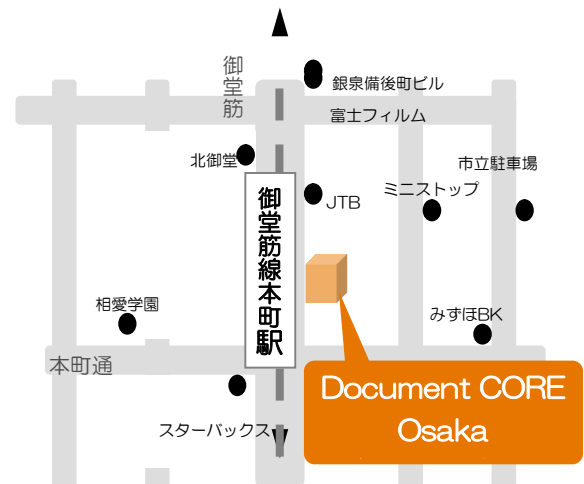 御堂筋
銀泉備後町ビル
富士フィルム
北御堂
市立駐車場
ミニストップ
JTB
御堂筋線本町駅
相愛学園
みずほBK
本町通
Document CORE
Osaka
スターバックス